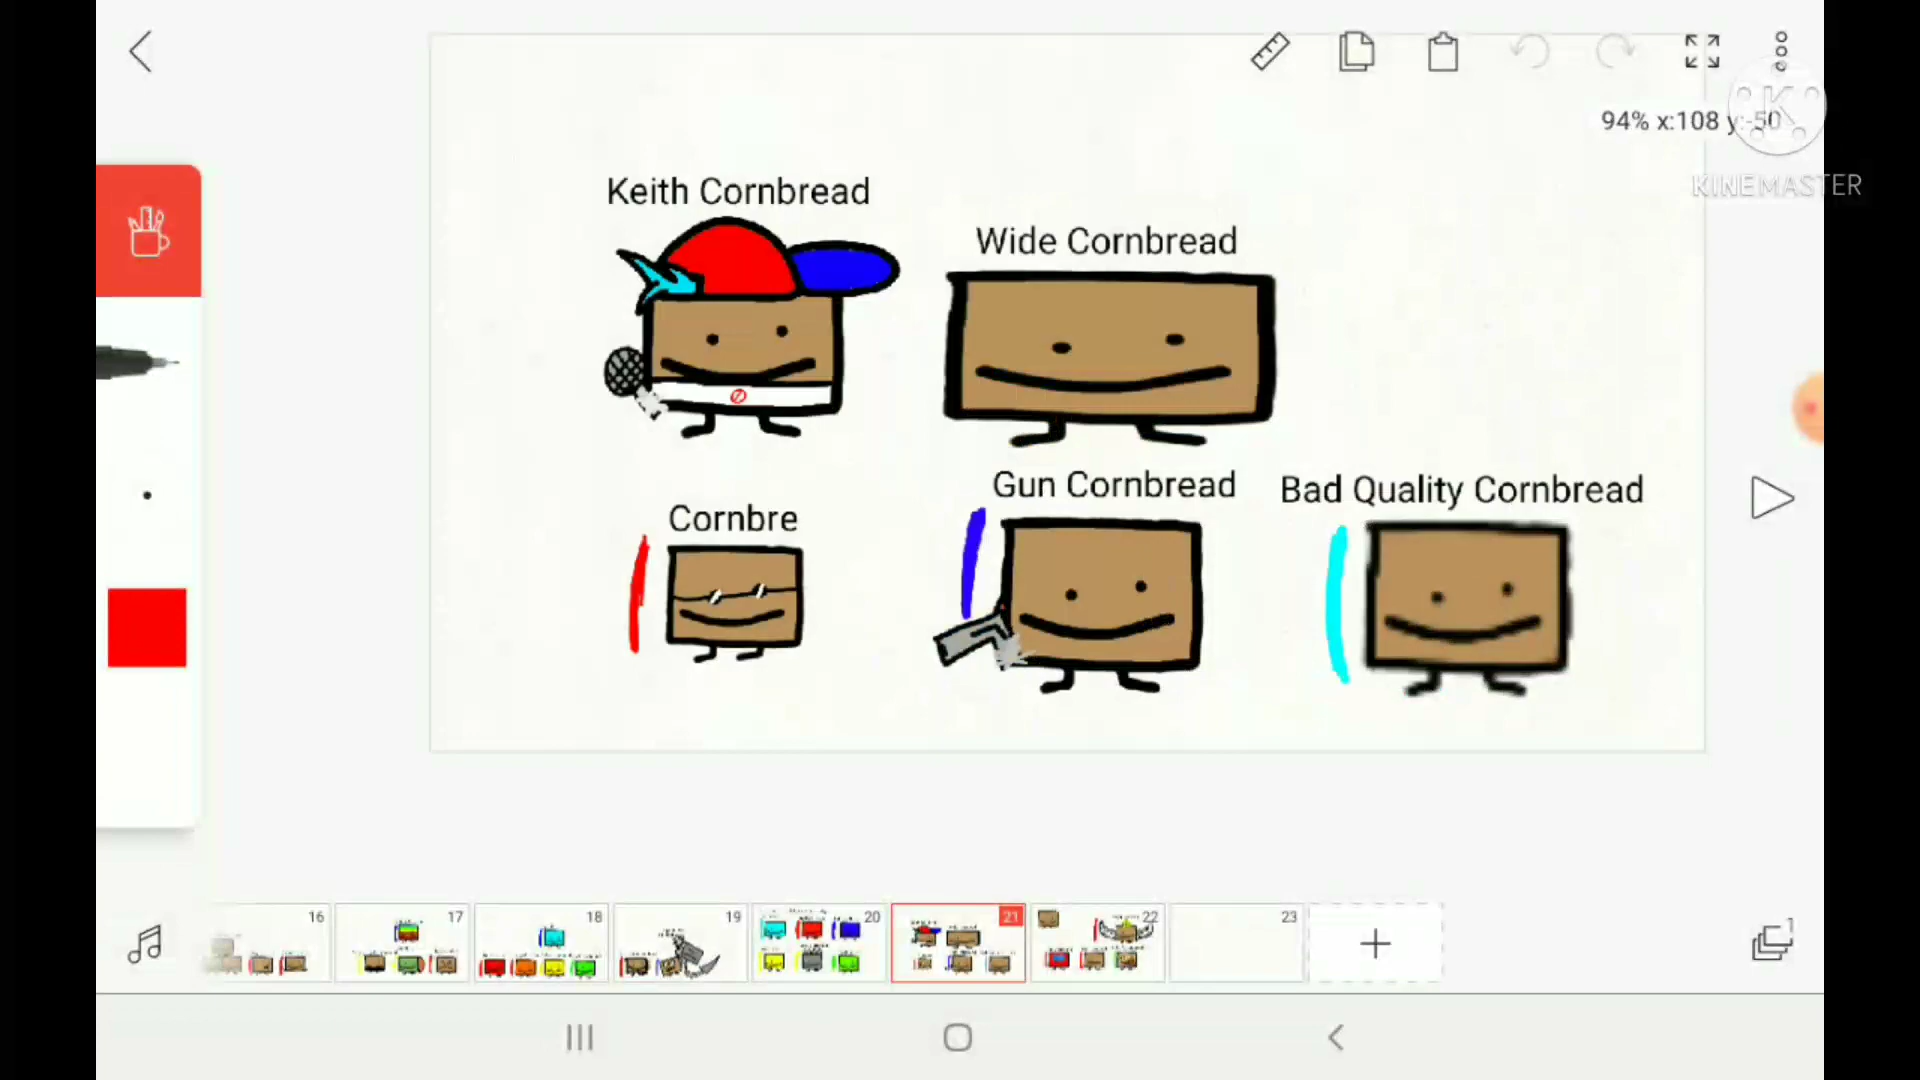 94% x:108 y:-50
KINEMASTER
Keith Cornbread
Wide Cornbread
Gun Cornbread
Bad Quality Cornbread
Cornbre
16
17
18
19
20
21
22
23